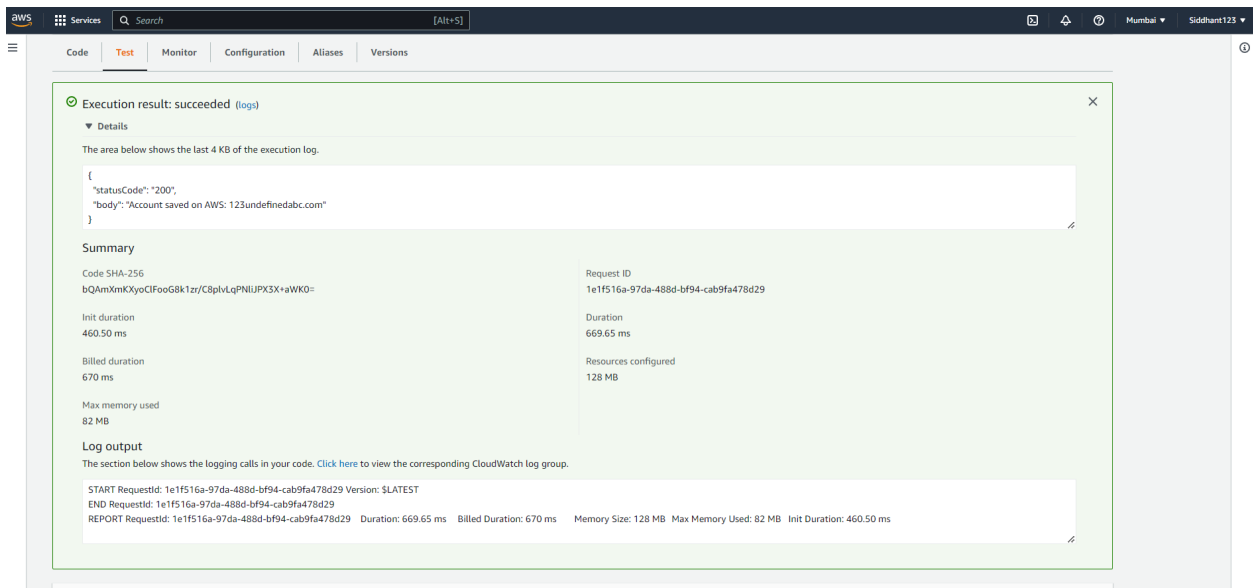 aws Services Search [Alt+S] Mumbai ▼ Siddhant123 ▼
Code Test Monitor Configuration Aliases Versions
Execution result: succeeded (logs)
▼ Details
The area below shows the last 4 KB of the execution log.
{
"statusCode": "200",
"body": "Account saved on AWS: 123undefinedabc.com"
}
Summary
Code SHA-256 Request ID
bQAmXmKXyoClFooG8k1zr/C8plvLqPNliJPX3X+aWK0= 1e1f516a-97da-488d-bf94-cab9fa478d29
Init duration Duration
460.50 ms 669.65 ms
Billed duration Resources configured
670 ms 128 MB
Max memory used
82 MB
Log output
The section below shows the logging calls in your code. Click here to view the corresponding CloudWatch log group.
START RequestId: 1e1f516a-97da-488d-bf94-cab9fa478d29 Version: $LATEST
END RequestId: 1e1f516a-97da-488d-bf94-cab9fa478d29
REPORT RequestId: 1e1f516a-97da-488d-bf94-cab9fa478d29 Duration: 669.65 ms Billed Duration: 670 ms Memory Size: 128 MB Max Memory Used: 82 MB Init Duration: 460.50 ms